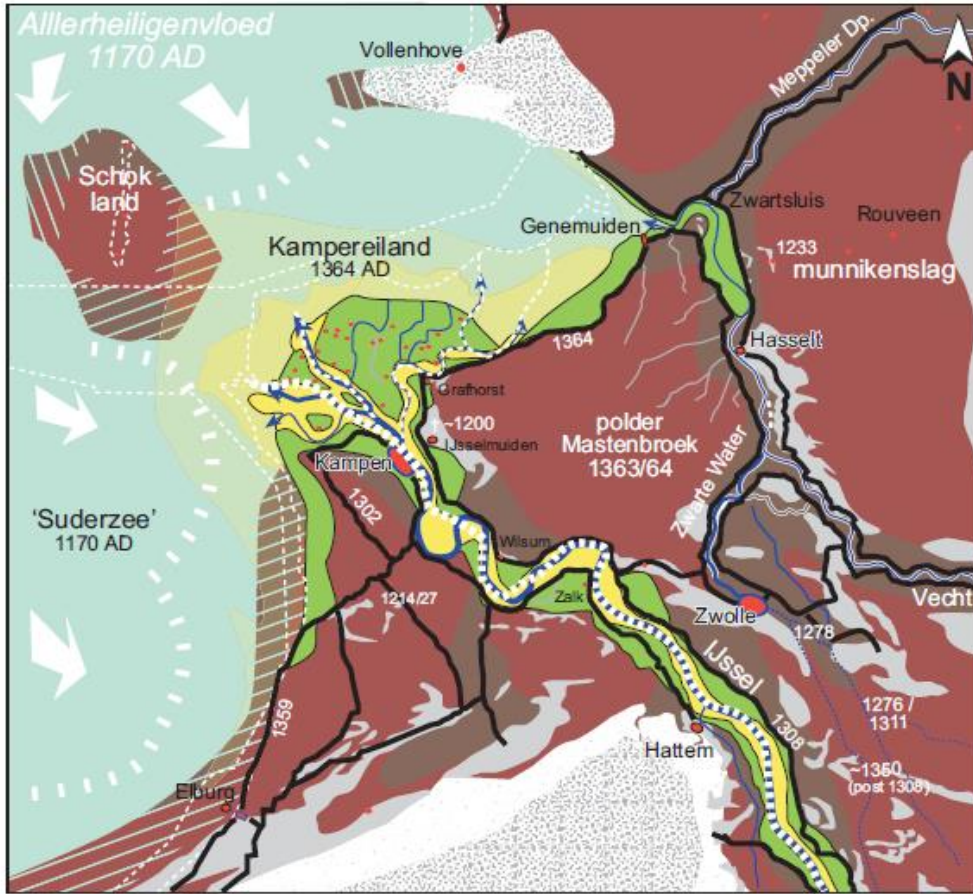 Alllerheiligenvloed
1170 AD
Vollenhove
Meppeler Dp.
N
Schok
land
Zwartsluis
Rouveen
Genemuiden
Kampereiland
1364 AD
1233
munnikenslag
1364
Hasselt
Grafhorst
~1200
IJsselmuiden
polder
Mastenbroek
1363/64
Kampen
Zwarte Water
1302
'Suderzee'
1170 AD
Wilsum
Zalk
1214/27
Zwolle
Vecht
1278
IJssel
1276 /
1311
1359
1308
Hattem
~1350
(post 1308)
Elburg